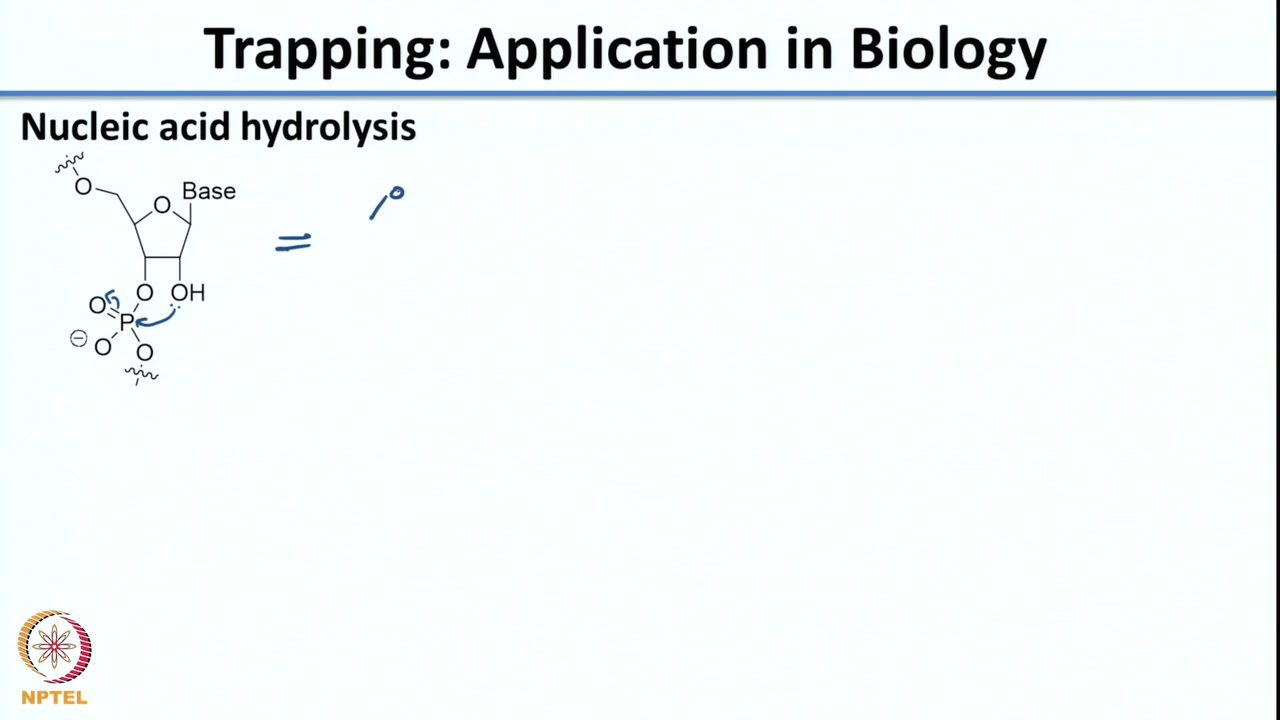 Trapping: Application in Biology
Nucleic acid hydrolysis
O
Base
O
=
O
O
O OH
P
⊖ O
O
NPTEL